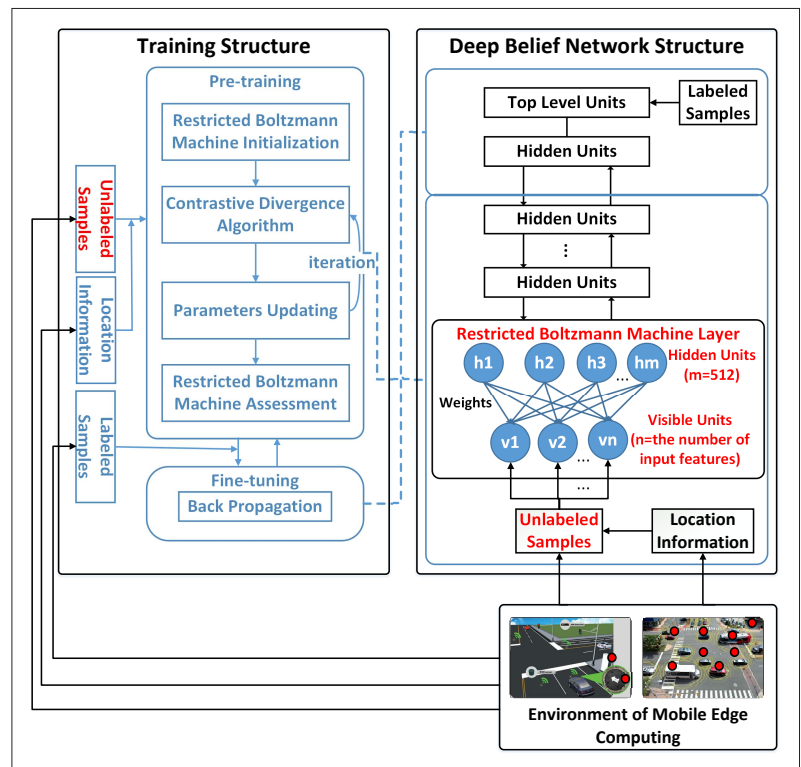 Training Structure
Pre-training
Restricted Boltzmann
Machine Initialization
Contrastive Divergence
Algorithm
iteration
Parameters Updating
Restricted Boltzmann
Machine Assessment
Fine-tuning
Back Propagation
Unlabeled
Samples
Location
Information
Labeled
Samples
Deep Belief Network Structure
Top Level Units
Labeled
Samples
Hidden Units
Hidden Units
⋮
Hidden Units
Restricted Boltzmann Machine Layer
h1 h2 h3 ... hm
Hidden Units
(m=512)
Weights
v1 v2 ... vn
Visible Units
(n=the number of
input features)
...
Unlabeled
Samples
Location
Information
Environment of Mobile Edge
Computing